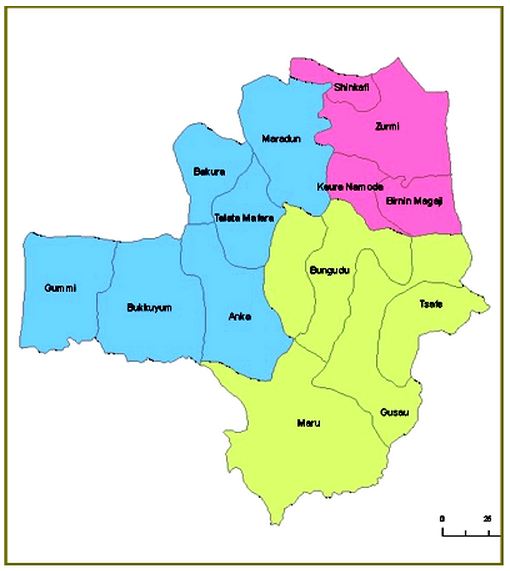 Shinkafi
Zurmi
Maradun
Bakura
Kaura Namoda
Birnin Magaji
Talata Mafara
Bungudu
Gummi
Bukkuyum
Anka
Tsafe
Gusau
Maru
0 25